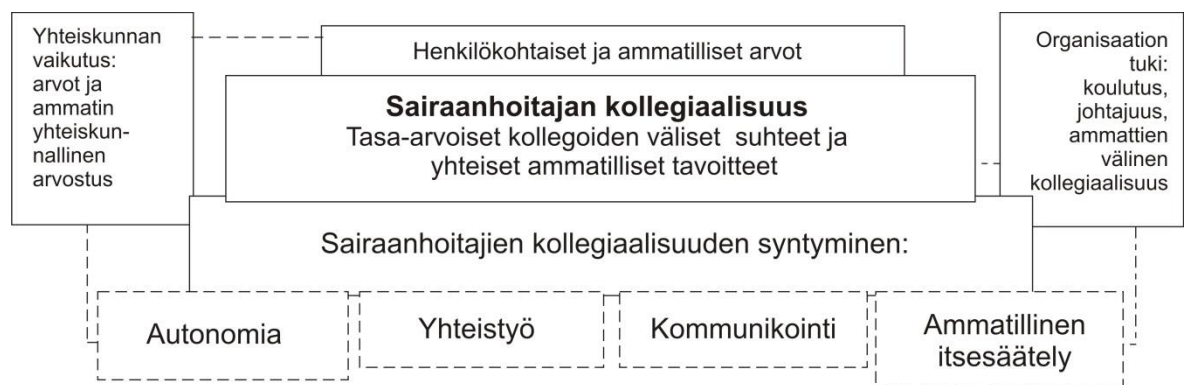 Yhteiskunnan
vaikutus:
arvot ja
ammatin
yhteiskun-
nallinen
arvostus
Henkilökohtaiset ja ammatilliset arvot
Sairaanhoitajan kollegiaalisuus
Tasa-arvoiset kollegoiden väliset suhteet ja
yhteiset ammatilliset tavoitteet
Organisaation
tuki:
koulutus,
johtajuus,
ammattien
välinen
kollegiaalisuus
Sairaanhoitajien kollegiaalisuuden syntyminen:
Autonomia
Yhteistyö
Kommunikointi
Ammatillinen
itsesäätely